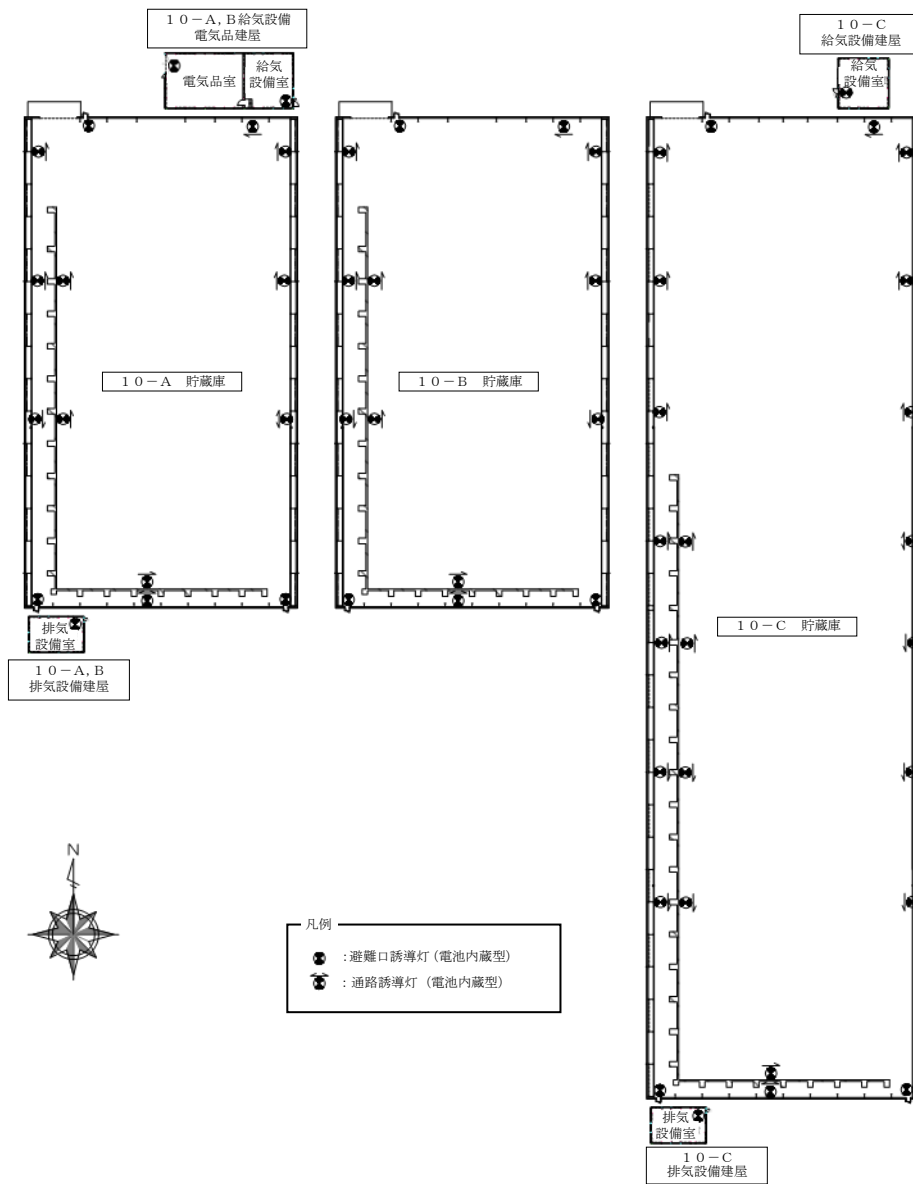 １０－Ａ,Ｂ給気設備
電気品建屋
１０－Ｃ
給気設備建屋
電気品室
給気
設備室
給気
設備室
１０－Ａ　貯蔵庫
１０－Ｂ　貯蔵庫
１０－Ｃ　貯蔵庫
排気
設備室
１０－Ａ,Ｂ
排気設備建屋
N
凡例
：避難口誘導灯（電池内蔵型）
：通路誘導灯（電池内蔵型）
排気
設備室
１０－Ｃ
排気設備建屋